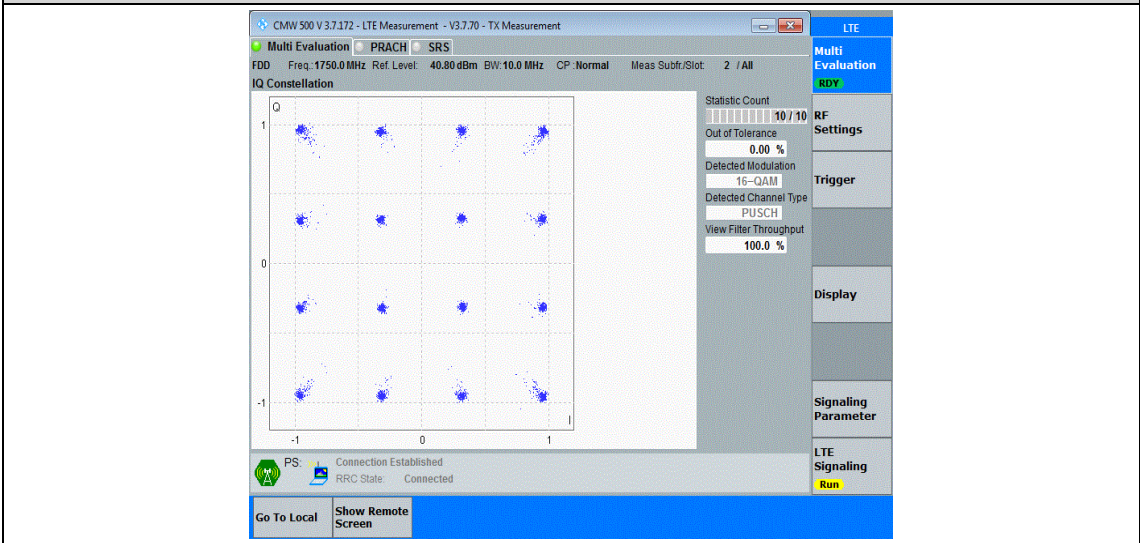 CMW 500 V 3.7.172 - LTE Measurement - V3.7.70 - TX Measurement
LTE
Multi Evaluation PRACH SRS
Multi
Evaluation
RDY
FDD Freq.:1750.0 MHz Ref. Level: 40.80 dBm BW:10.0 MHz CP :Normal Meas Subfr./Slot: 2 / All
IQ Constellation
Q
1
0
-1
-1 0 1
I
Statistic Count
10 / 10
Out of Tolerance
0.00 %
Detected Modulation
16-QAM
Detected Channel Type
PUSCH
View Filter Throughput
100.0 %
RF
Settings
Trigger
Display
Signaling
Parameter
LTE
Signaling
Run
PS: Connection Established
RRC State: Connected
Go To Local
Show Remote
Screen